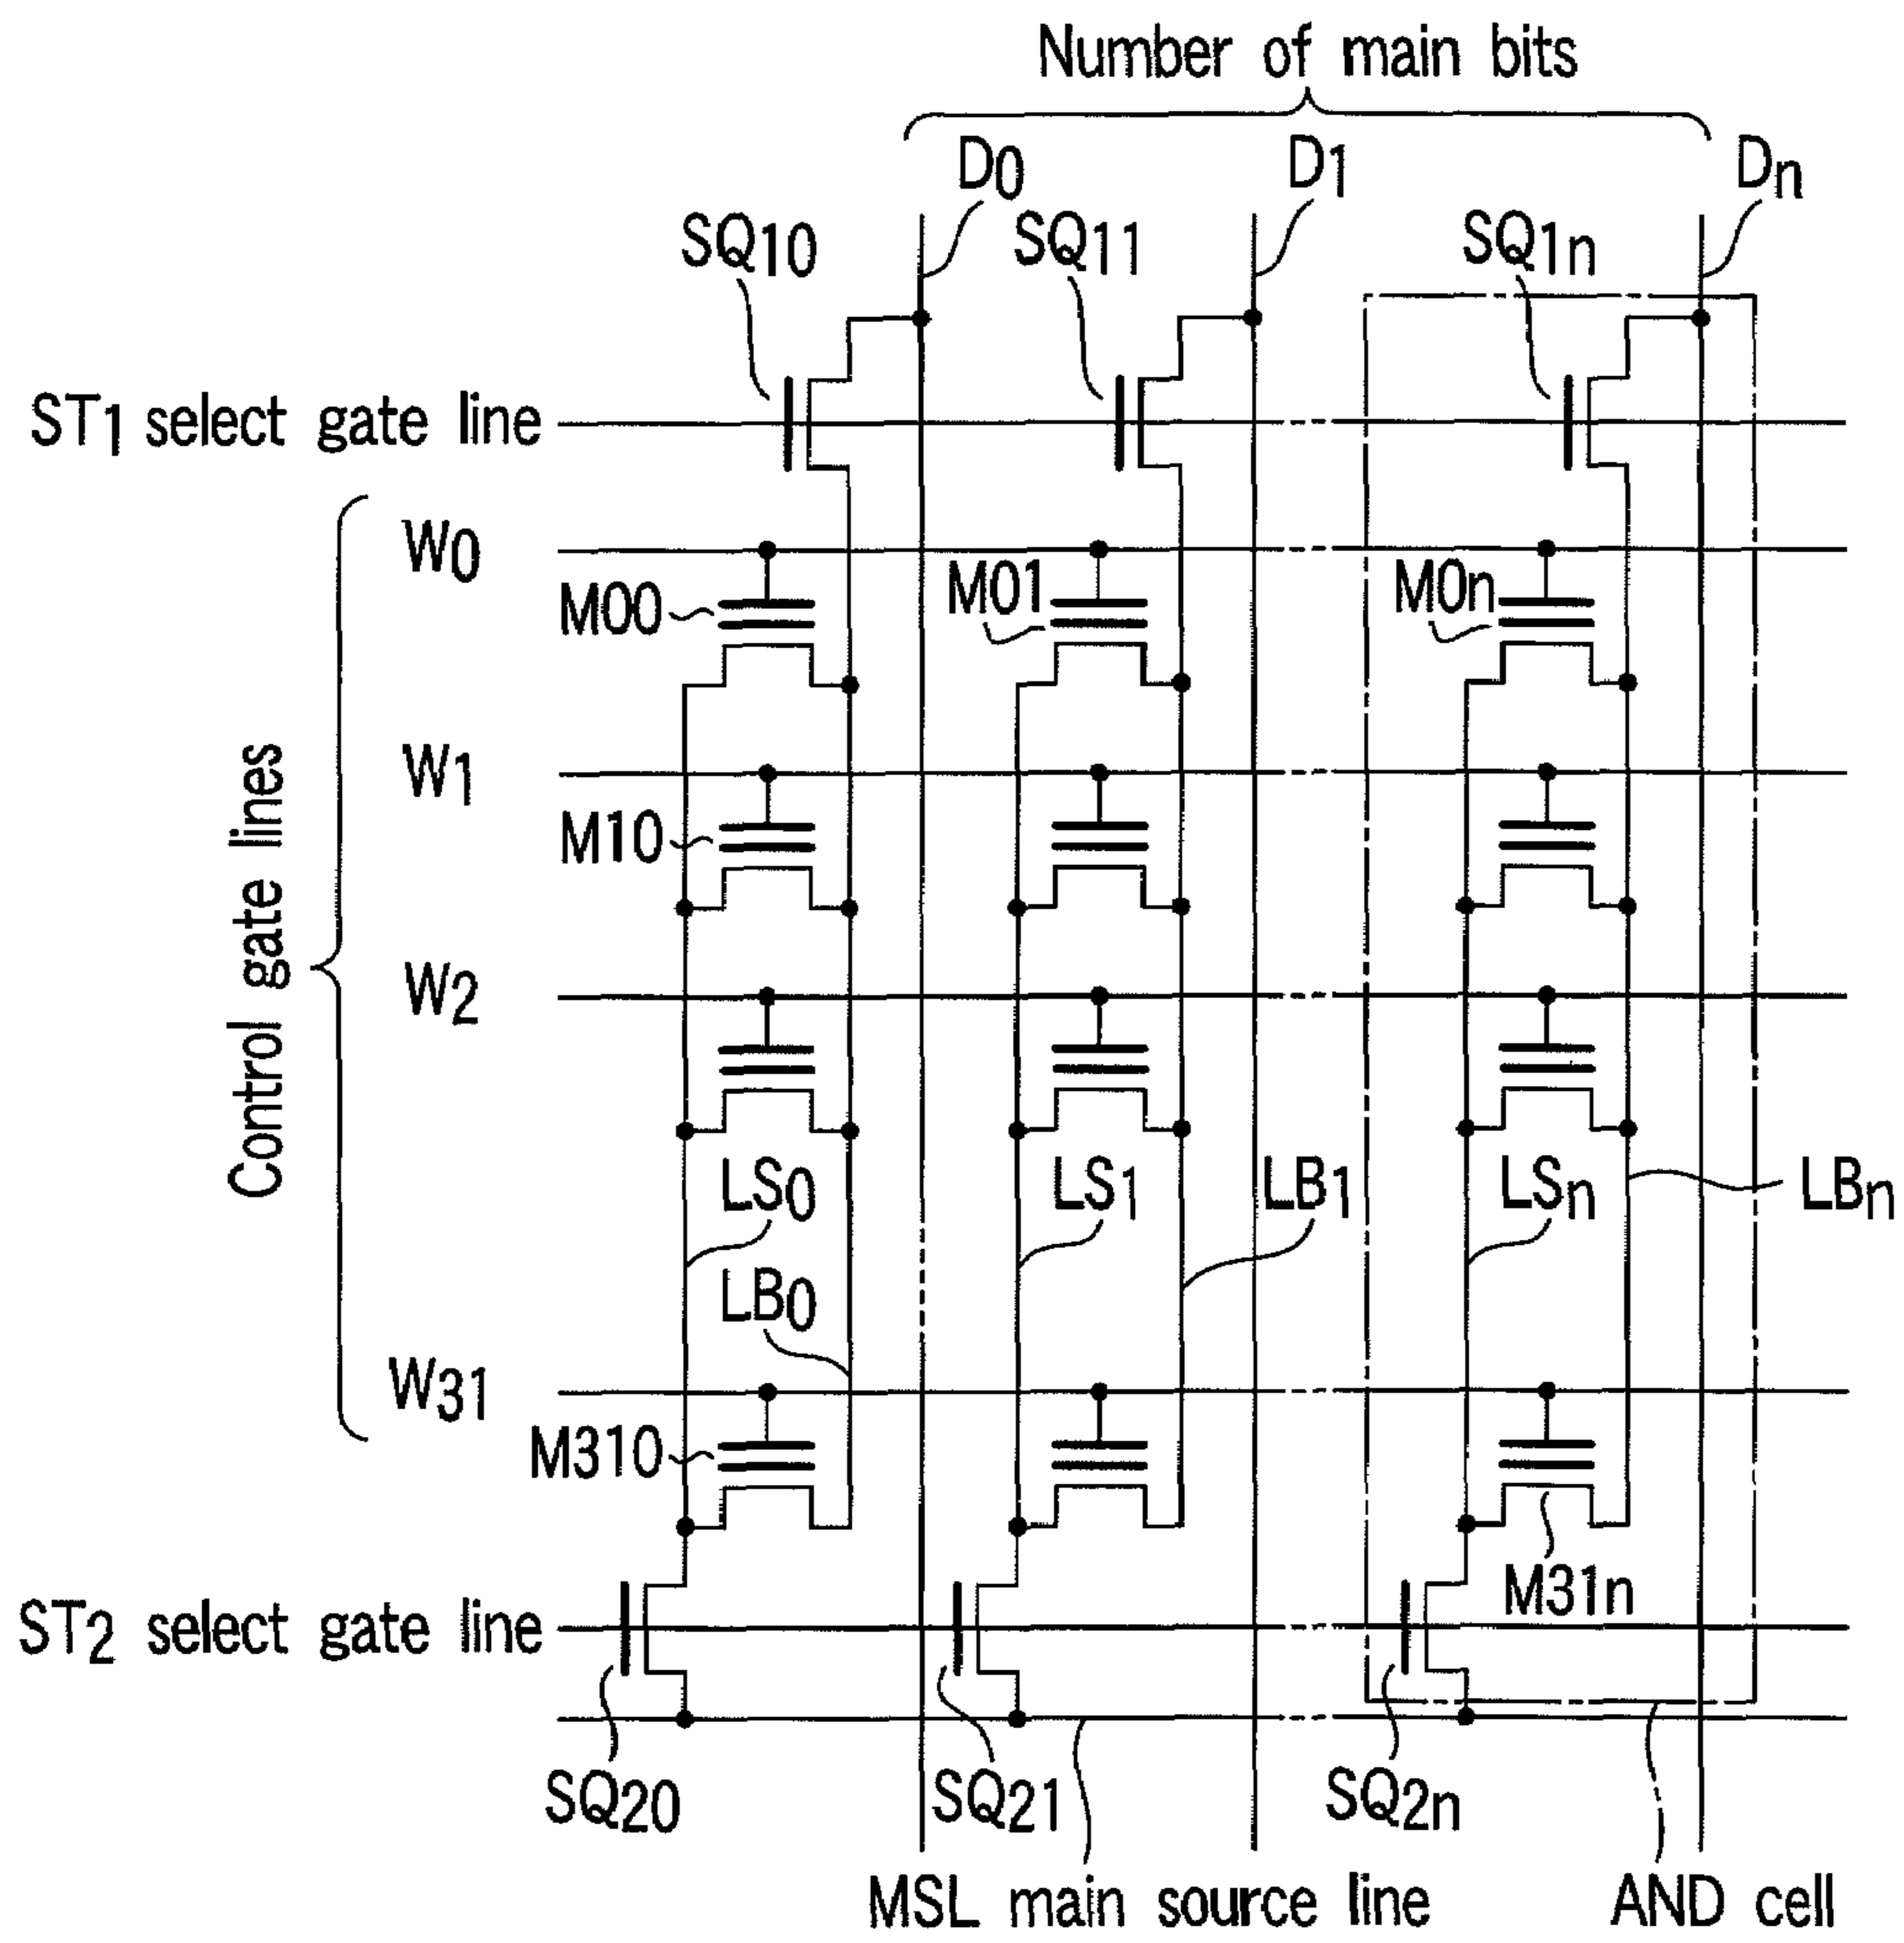 Number of main bits
D0 D1 Dn
SQ10 SQ11 SQ1n
ST1 select gate line
W0
M00 M01 M0n
W1
M10
Control gate lines
W2
LS0 LS1 LB1 LSn LBn
LB0
W31
M310
M31n
ST2 select gate line
SQ20 SQ21 SQ2n
MSL main source line AND cell